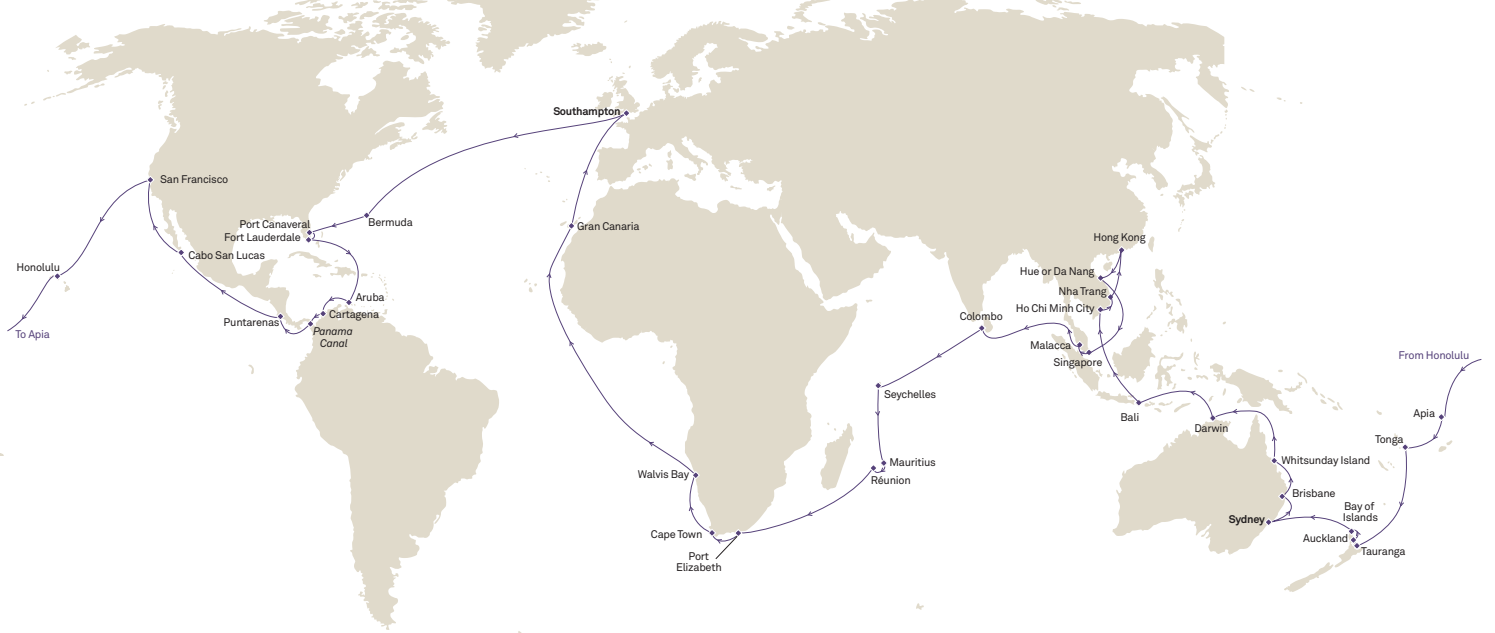 Southampton
San Francisco
Port Canaveral
Bermuda
Gran Canaria
Fort Lauderdale
Hong Kong
Cabo San Lucas
Honolulu
Hue or Da Nang
Nha Trang
Aruba
Ho Chi Minh City
Cartagena
Colombo
Puntarenas
Panama
Canal
To Apia
Malacca
Singapore
From Honolulu
Seychelles
Bali
Apia
Darwin
Tonga
Mauritius
Whitsunday Island
Walvis Bay
Réunion
Brisbane
Bay of
Islands
Sydney
Cape Town
Auckland
Tauranga
Port
Elizabeth